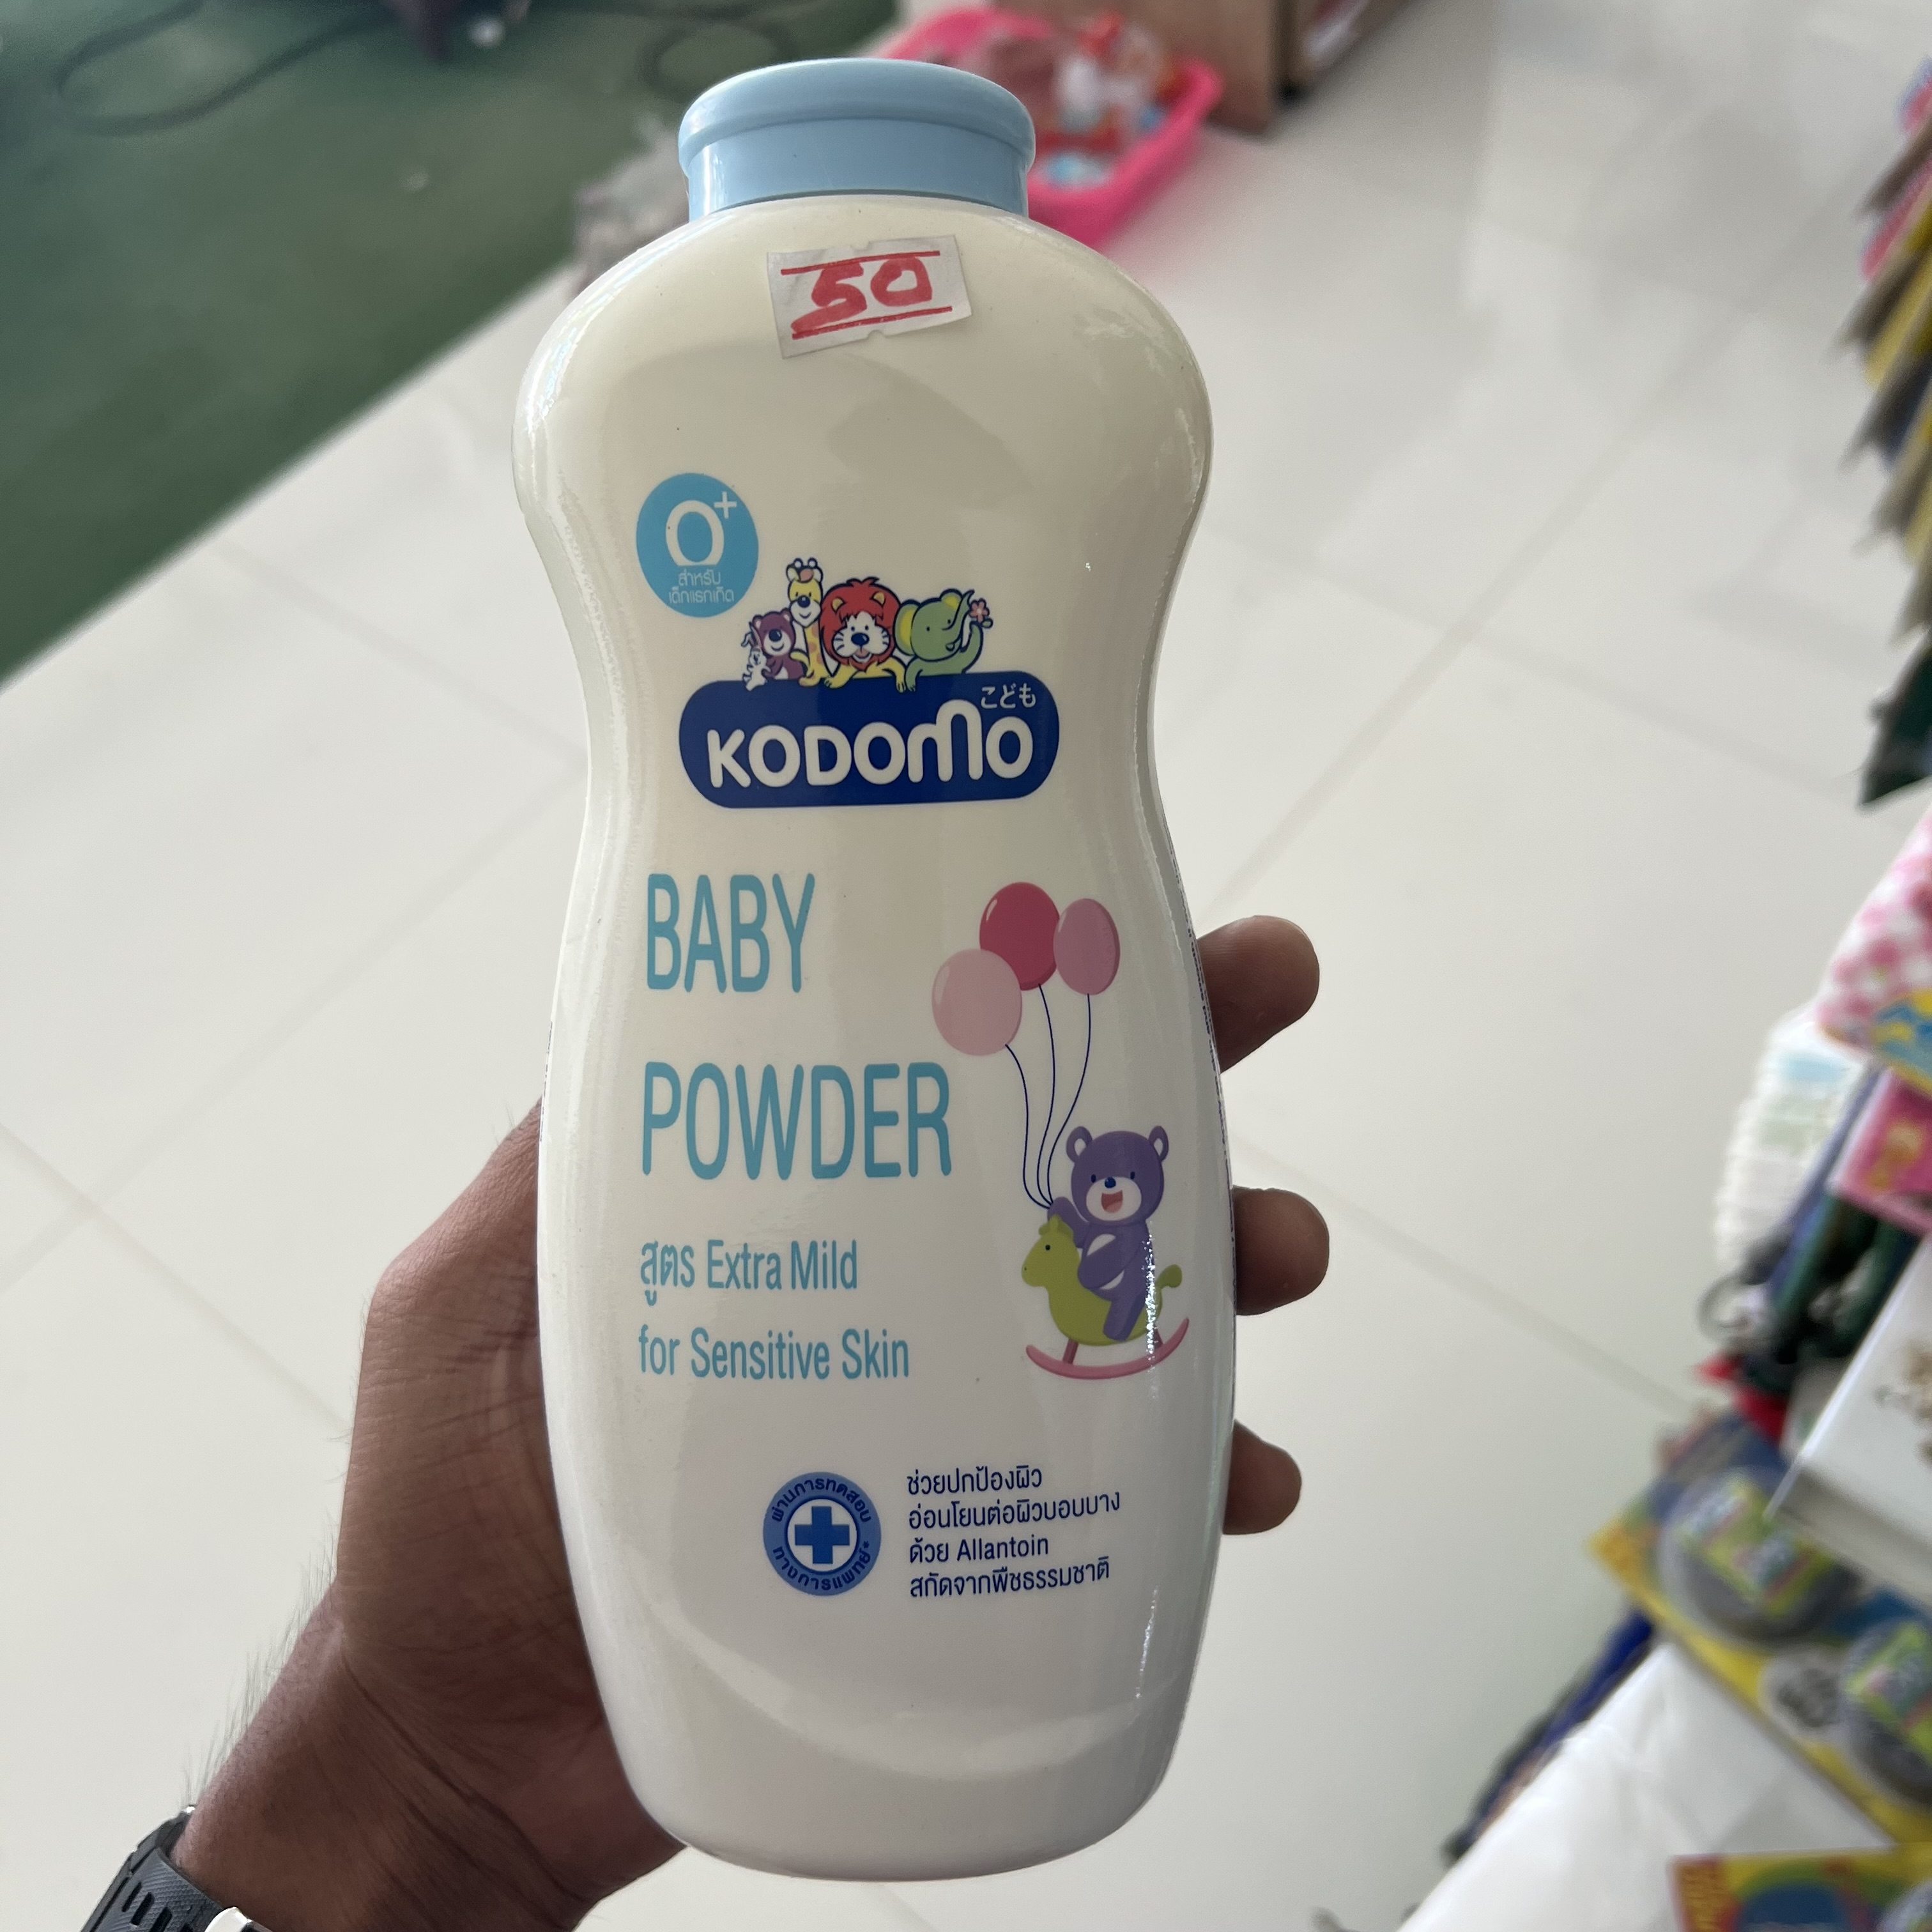 50
0+
สำหรับ
เด็กแรกเกิด
こども
KODOMO
BABY
POWDER
สูตร Extra Mild
for Sensitive Skin
ผ่านการทดสอบ
ทางการแพทย์*
ช่วยปกป้องผิว
อ่อนโยนต่อผิวบอบบาง
ด้วย Allantoin
สกัดจากพืชธรรมชาติ